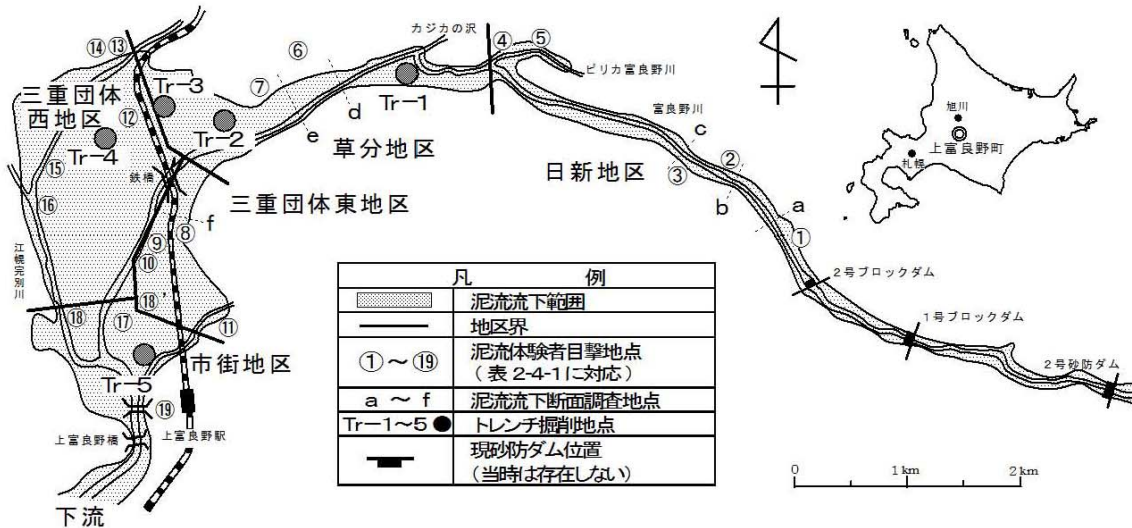 ⑭ ⑬
三重団体
西地区
Tr-3
⑫
Tr-2
Tr-4
⑮
⑯
鉄橋
江幌完別川
三重団体東地区
f
⑧
⑨
⑩
⑱'
⑱
⑰
⑪
市街地区
Tr-5
⑲
上富良野橋
上富良野駅
下流
⑥
⑦
カジカの沢
d
e
Tr-1
草分地区
④
⑤
ピリカ富良野川
富良野川
日新地区
c
②
③
b
a
①
2号ブロックダム
1号ブロックダム
2号砂防ダム
旭川
上富良野町
札幌
凡 例
泥流流下範囲
地区界
①~⑲ 泥流体験者目撃地点
(表2-4-1に対応)
a ~ f 泥流流下断面調査地点
Tr-1~5 トレンチ掘削地点
現砂防ダム位置
(当時は存在しない)
0 1km 2km